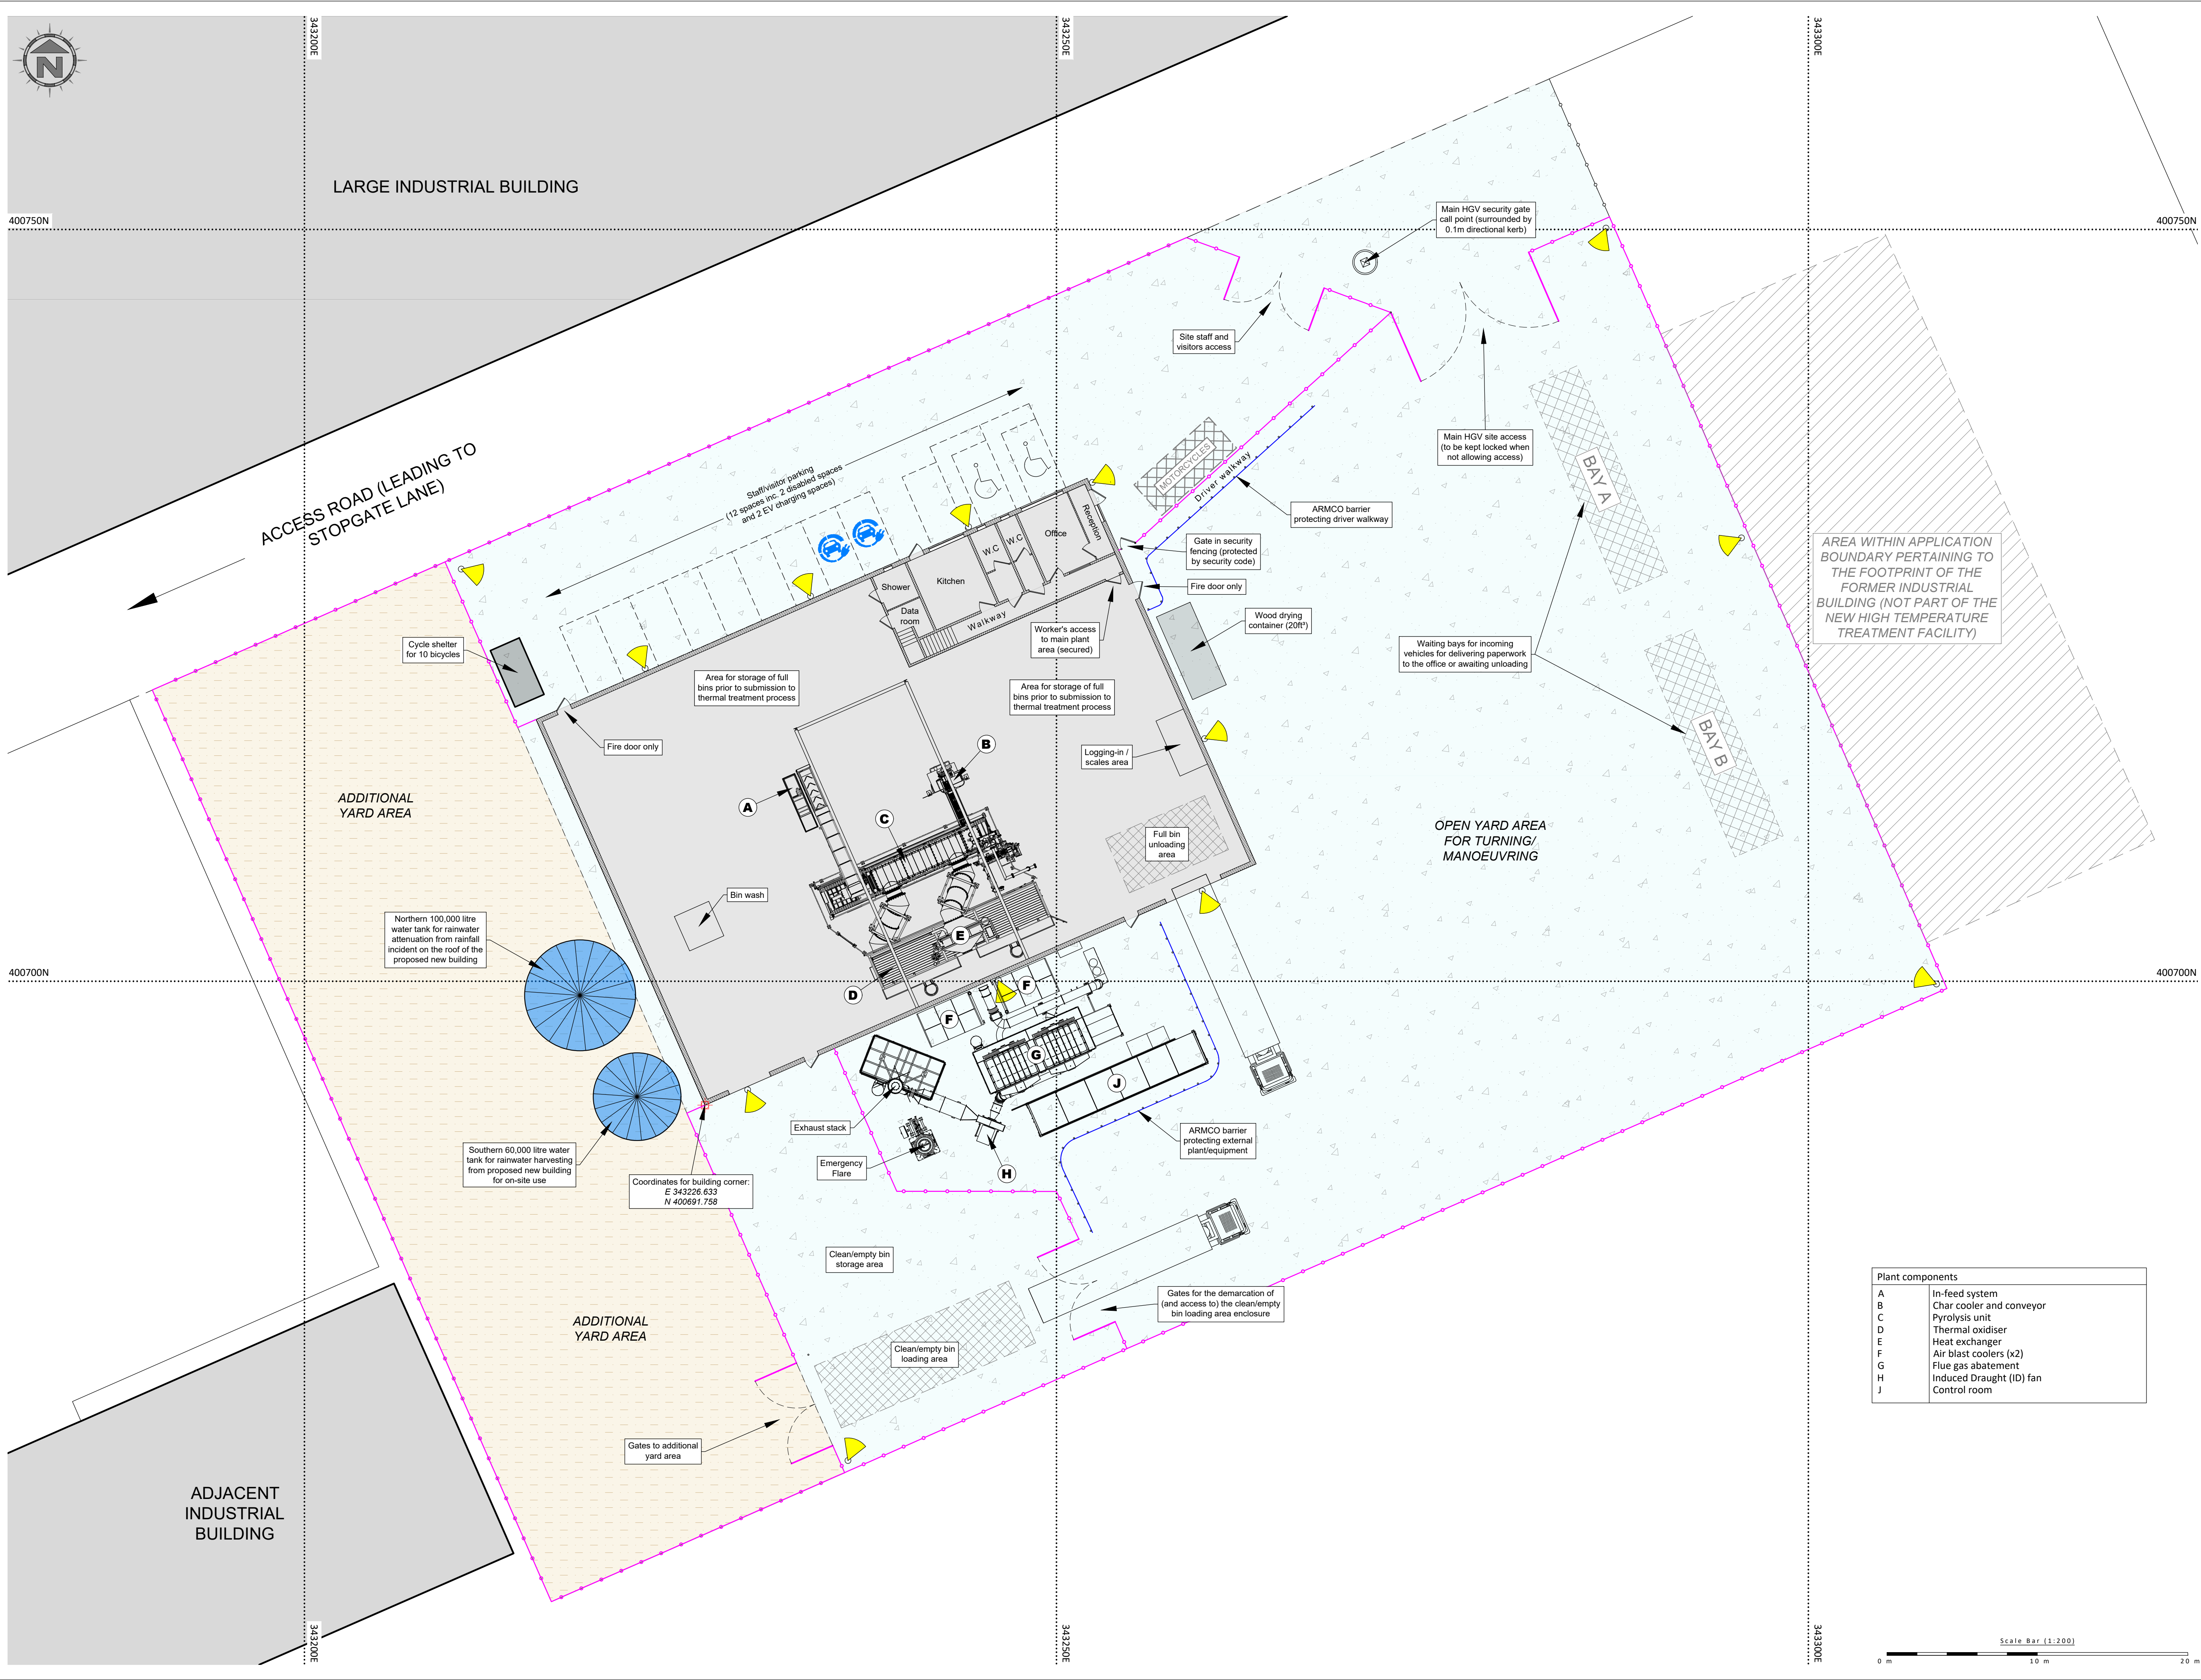 343200E
343250E
343300E
N
LARGE INDUSTRIAL BUILDING
400750N
400750N
Main HGV security gate
call point (surrounded by
0.1m directional kerb)
Site staff and
visitors access
Main HGV site access
(to be kept locked when
not allowing access)
ACCESS ROAD (LEADING TO
STOPGATE LANE)
Staff/visitor parking
(12 spaces inc. 2 disabled spaces
and 2 EV charging spaces)
MOTORCYCLES
Driver walkway
BAY A
ARMCO barrier
protecting driver walkway
Reception
Office
W.C
W.C
Kitchen
Shower
Data
room
Walkway
Gate in security
fencing (protected
by security code)
Fire door only
AREA WITHIN APPLICATION
BOUNDARY PERTAINING TO
THE FOOTPRINT OF THE
FORMER INDUSTRIAL
BUILDING (NOT PART OF THE
NEW HIGH TEMPERATURE
TREATMENT FACILITY)
Wood drying
container (20ft³)
Worker's access
to main plant
area (secured)
Cycle shelter
for 10 bicycles
Waiting bays for incoming
vehicles for delivering paperwork
to the office or awaiting unloading
Area for storage of full
bins prior to submission to
thermal treatment process
Area for storage of full
bins prior to submission to
thermal treatment process
BAY B
Fire door only
B
Logging-in /
scales area
ADDITIONAL
YARD AREA
A
C
OPEN YARD AREA
FOR TURNING/
MANOEUVRING
Full bin
unloading
area
Bin wash
Northern 100,000 litre
water tank for rainwater
attenuation from rainfall
incident on the roof of the
proposed new building
E
400700N
400700N
D
F
F
G
J
Exhaust stack
ARMCO barrier
protecting external
plant/equipment
Southern 60,000 litre water
tank for rainwater harvesting
from proposed new building
for on-site use
Emergency
Flare
H
Coordinates for building corner:
E 343226.633
N 400691.758
Clean/empty bin
storage area
Gates for the demarcation of
(and access to) the clean/empty
bin loading area enclosure
ADDITIONAL
YARD AREA
Clean/empty bin
loading area
Gates to additional
yard area
ADJACENT
INDUSTRIAL
BUILDING
Plant components
A In-feed system
B Char cooler and conveyor
C Pyrolysis unit
D Thermal oxidiser
E Heat exchanger
F Air blast coolers (x2)
G Flue gas abatement
H Induced Draught (ID) fan
J Control room
343200E
343250E
343300E
Scale Bar (1:200)
0 m 10 m 20 m